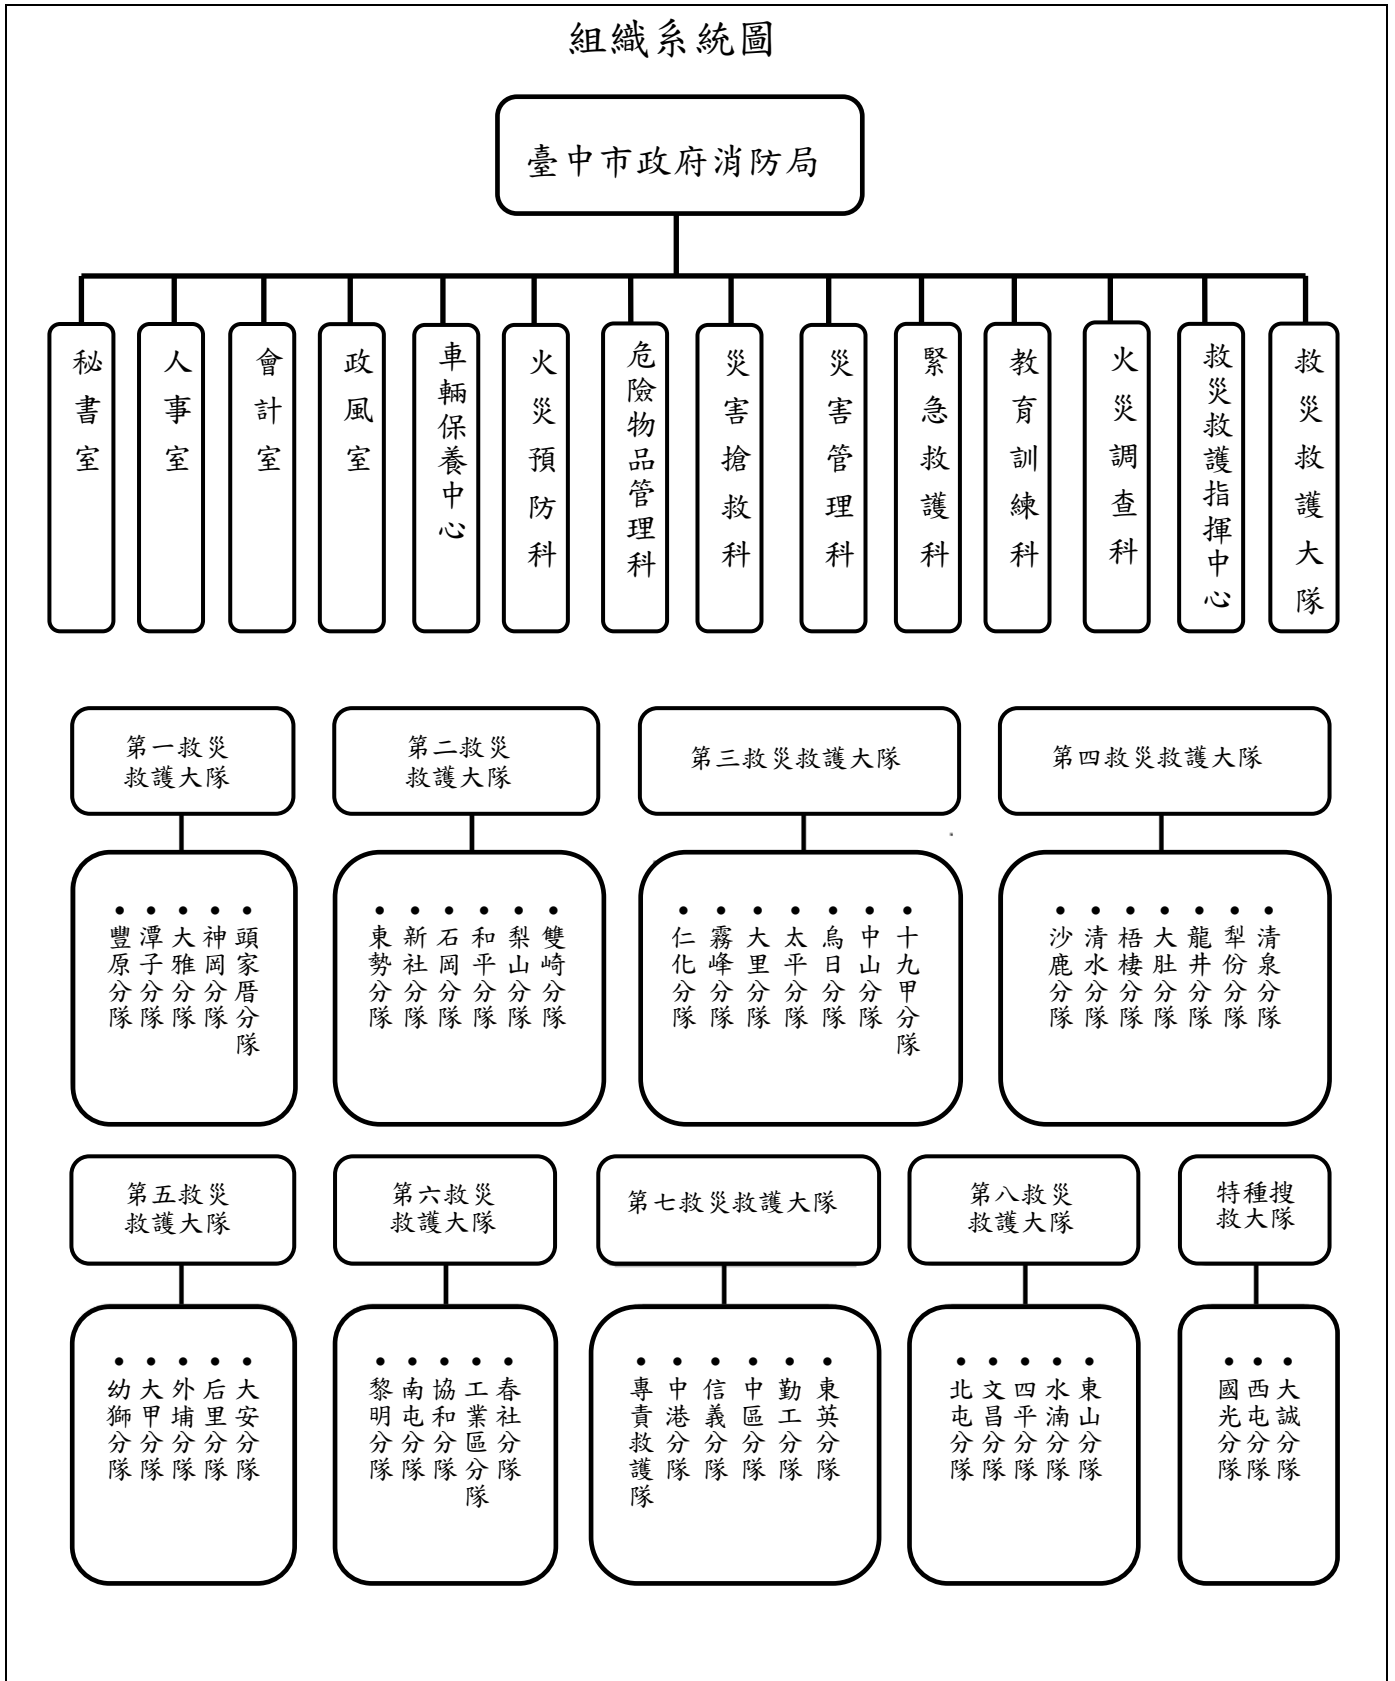 組織系統圖
臺中市政府消防局
秘書室
人事室
會計室
政風室
車輛保養中心
火災預防科
危險物品管理科
災害搶救科
災害管理科
緊急救護科
教育訓練科
火災調查科
救災救護指揮中心
救災救護大隊
第一救災
救護大隊
第二救災
救護大隊
第三救災救護大隊
第四救災救護大隊
• 豐原分隊
• 潭子分隊
• 大雅分隊
• 神岡分隊
• 頭家厝分隊
• 東勢分隊
• 新社分隊
• 石岡分隊
• 和平分隊
• 梨山分隊
• 雙崎分隊
• 仁化分隊
• 霧峰分隊
• 大里分隊
• 太平分隊
• 烏日分隊
• 中山分隊
• 十九甲分隊
• 沙鹿分隊
• 清水分隊
• 梧棲分隊
• 大肚分隊
• 龍井分隊
• 犁份分隊
• 清泉分隊
第五救災
救護大隊
第六救災
救護大隊
第七救災救護大隊
第八救災
救護大隊
特種搜
救大隊
• 幼獅分隊
• 大甲分隊
• 外埔分隊
• 后里分隊
• 大安分隊
• 黎明分隊
• 南屯分隊
• 協和分隊
• 工業區分隊
• 春社分隊
• 專責救護隊
• 中港分隊
• 信義分隊
• 中區分隊
• 勤工分隊
• 東英分隊
• 北屯分隊
• 文昌分隊
• 四平分隊
• 水湳分隊
• 東山分隊
• 國光分隊
• 西屯分隊
• 大誠分隊